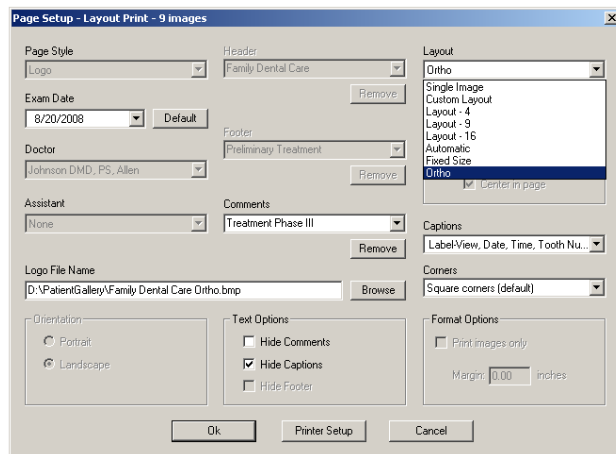 Page Setup - Layout Print - 9 images
Page Style
Logo
Exam Date
8/20/2008
Default
Doctor
Johnson DMD, PS, Allen
Assistant
None
Logo File Name
D:\PatientGallery\Family Dental Care Ortho.bmp
Browse
Header
Family Dental Care
Remove
Footer
Preliminary Treatment
Remove
Comments
Treatment Phase III
Remove
Layout
Ortho
Single Image
Custom Layout
Layout - 4
Layout - 9
Layout - 16
Automatic
Fixed Size
Ortho
Center in page
Captions
Label-View, Date, Time, Tooth Nu...
Corners
Square corners (default)
Orientation
Portrait
Landscape
Text Options
Hide Comments
Hide Captions
Hide Footer
Format Options
Print images only
Margin: 0.00 inches
Ok
Printer Setup
Cancel